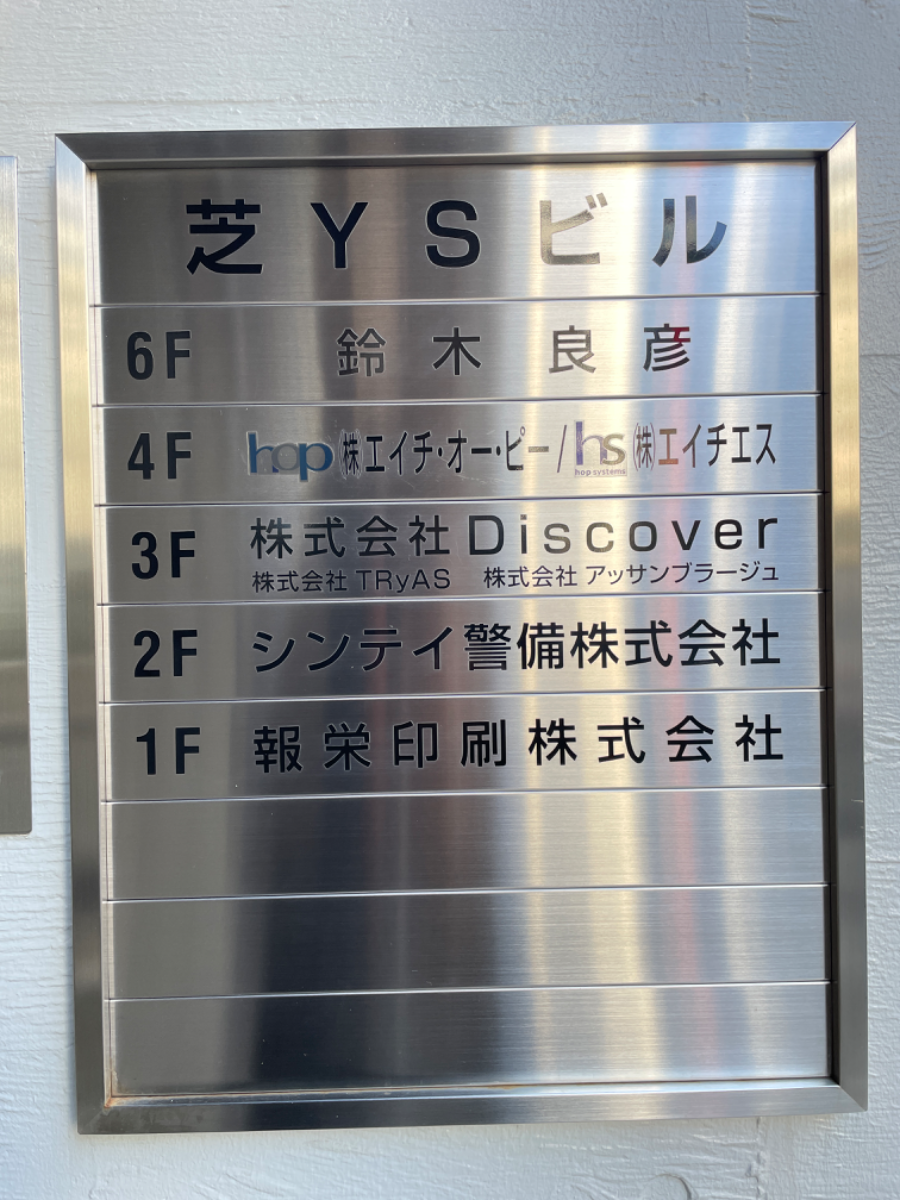 芝YSビル
6F 鈴木良彦
4F hop ㈱エイチ・オー・ピー / hs hop systems ㈱エイチエス
3F 株式会社Discover
株式会社 TRyAS 株式会社 アッサンブラージュ
2F シンテイ警備株式会社
1F 報栄印刷株式会社